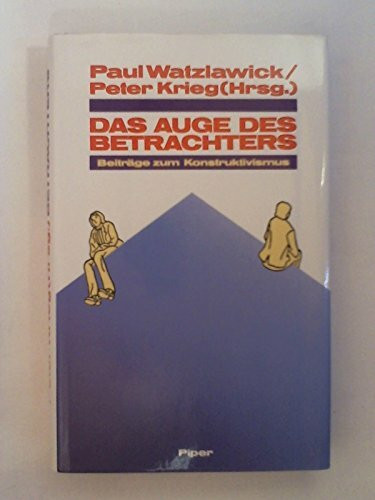 Paul Watzlawick/
Peter Krieg(Hrsg.)
DAS AUGE DES
BETRACHTERS
Beiträge zum Konstruktivismus
Piper